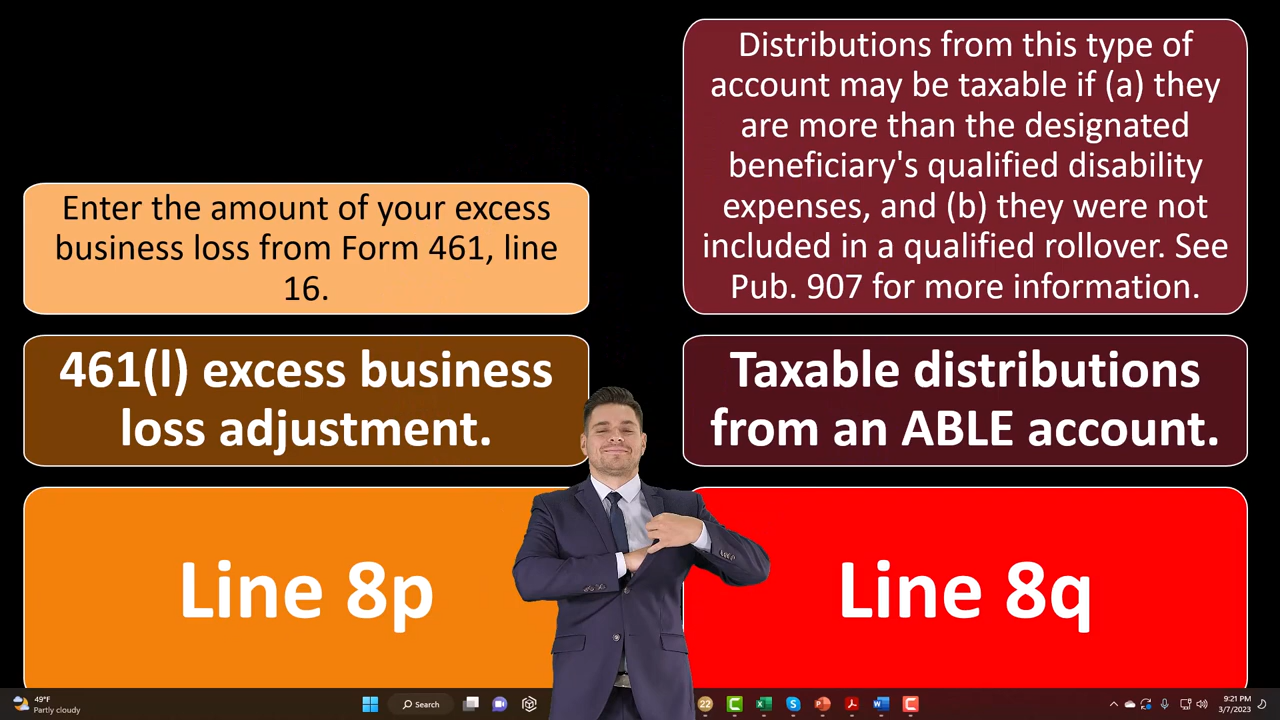 Enter the amount of your excess
business loss from Form 461, line
16.
461(l) excess business
loss adjustment.
Line 8p
Distributions from this type of
account may be taxable if (a) they
are more than the designated
beneficiary's qualified disability
expenses, and (b) they were not
included in a qualified rollover. See
Pub. 907 for more information.
Taxable distributions
from an ABLE account.
Line 8q
49°F
Partly cloudy
Search
22
9:21 PM
3/7/2023